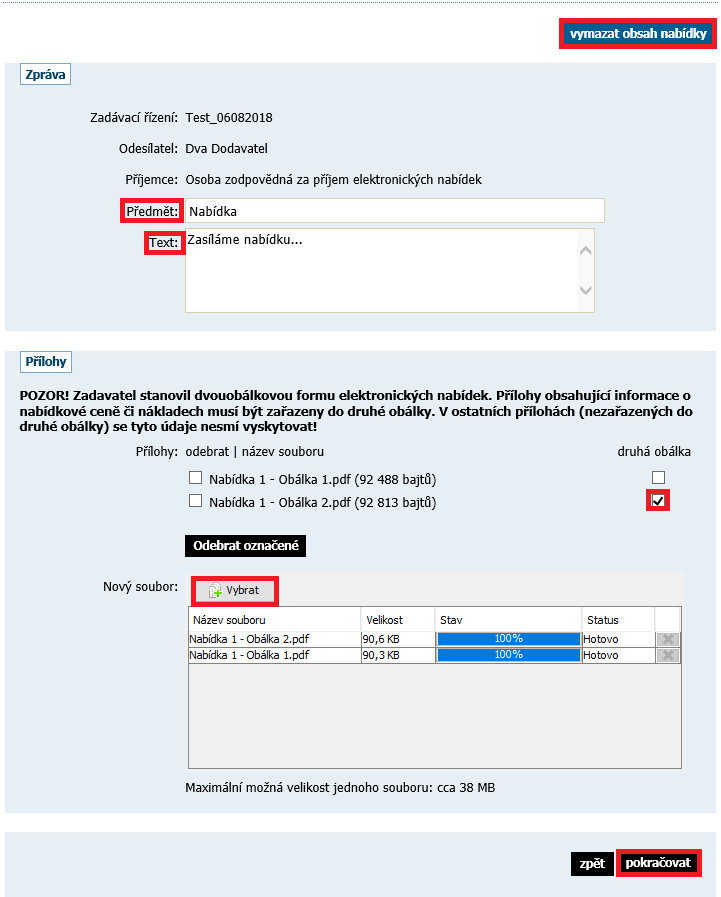 vymazat obsah nabídky
Zpráva
Zadávací řízení: Test_06082018
Odesílatel: Dva Dodavatel
Příjemce: Osoba zodpovědná za příjem elektronických nabídek
Předmět: Nabídka
Text: Zasíláme nabídku...
Přílohy
POZOR! Zadavatel stanovil dvouobálkovou formu elektronických nabídek. Přílohy obsahující informace o
nabídkové ceně či nákladech musí být zařazeny do druhé obálky. V ostatních přílohách (nezařazených do
druhé obálky) se tyto údaje nesmí vyskytovat!
Přílohy: odebrat | název souboru druhá obálka
Nabídka 1 - Obálka 1.pdf (92 488 bajtů)
Nabídka 1 - Obálka 2.pdf (92 813 bajtů)
Odebrat označené
Nový soubor: Vybrat
Název souboru Velikost Stav Status
Nabídka 1 - Obálka 2.pdf 90,6 KB 100% Hotovo
Nabídka 1 - Obálka 1.pdf 90,3 KB 100% Hotovo
Maximální možná velikost jednoho souboru: cca 38 MB
zpět pokračovat